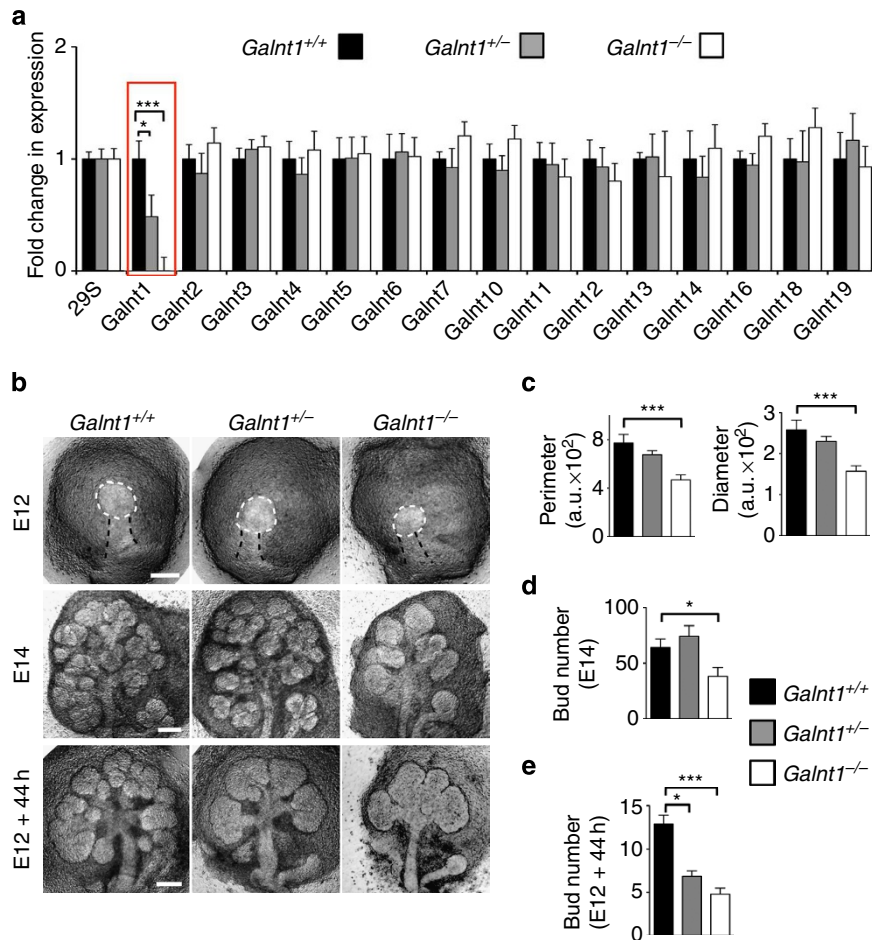 a
Fold change in expression
2
1
0
Galnt1+/+
Galnt1+/–
Galnt1–/–
***
*
29S
Galnt1
Galnt2
Galnt3
Galnt4
Galnt5
Galnt6
Galnt7
Galnt10
Galnt11
Galnt12
Galnt13
Galnt14
Galnt16
Galnt18
Galnt19
b
Galnt1+/+
Galnt1+/–
Galnt1–/–
E12
E14
E12 + 44 h
c
Perimeter
(a.u.×10²)
8
4
0
***
Diameter
(a.u.×10²)
3
2
1
0
***
d
Bud number
(E14)
100
50
0
*
Galnt1+/+
Galnt1+/–
Galnt1–/–
e
Bud number
(E12 + 44 h)
15
10
5
0
***
*